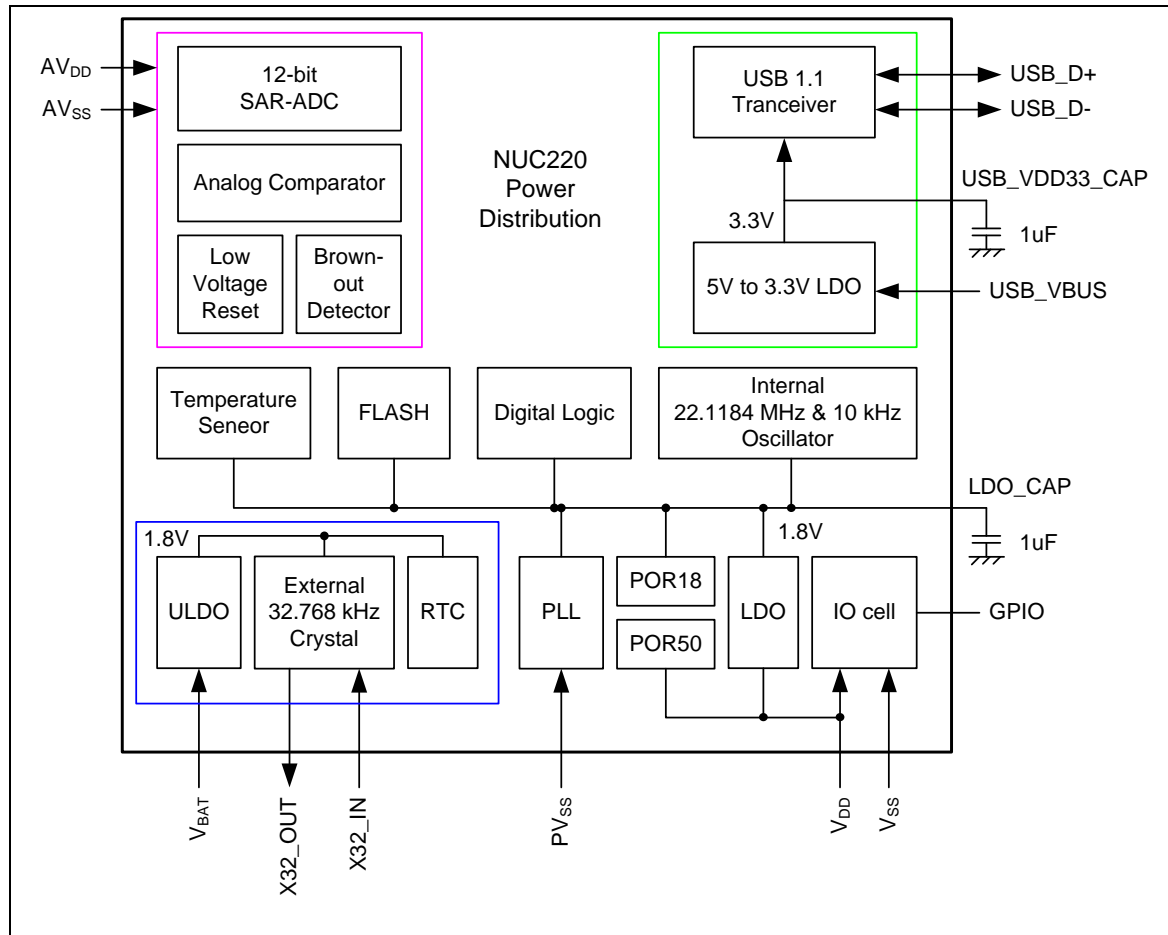 AVDD
AVSS
12-bit
SAR-ADC
Analog Comparator
Low
Voltage
Reset
Brown-
out
Detector
NUC220
Power
Distribution
USB 1.1
Tranceiver
USB_D+
USB_D-
USB_VDD33_CAP
3.3V
1uF
5V to 3.3V LDO
USB_VBUS
Temperature
Seneor
FLASH
Digital Logic
Internal
22.1184 MHz & 10 kHz
Oscillator
LDO_CAP
1uF
1.8V
ULDO
External
32.768 kHz
Crystal
RTC
PLL
POR18
POR50
1.8V
LDO
IO cell
GPIO
VBAT
X32_OUT
X32_IN
PVSS
VDD
VSS